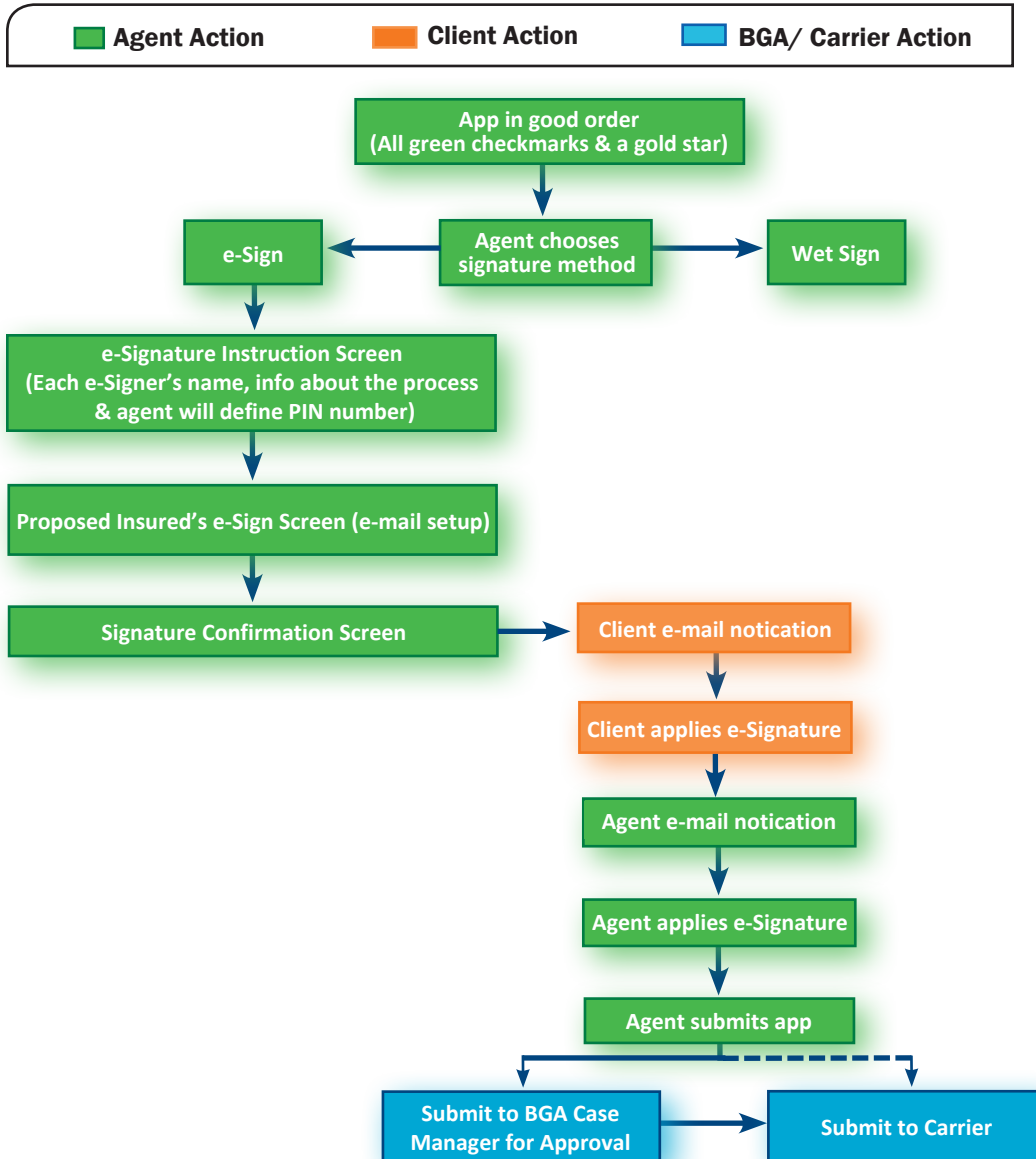 Agent Action
Client Action
BGA/ Carrier Action
App in good order
(All green checkmarks & a gold star)
e-Sign
Agent chooses
signature method
Wet Sign
e-Signature Instruction Screen
(Each e-Signer’s name, info about the process
& agent will define PIN number)
Proposed Insured’s e-Sign Screen (e-mail setup)
Signature Confirmation Screen
Client e-mail notication
Client applies e-Signature
Agent e-mail notication
Agent applies e-Signature
Agent submits app
Submit to BGA Case
Manager for Approval
Submit to Carrier